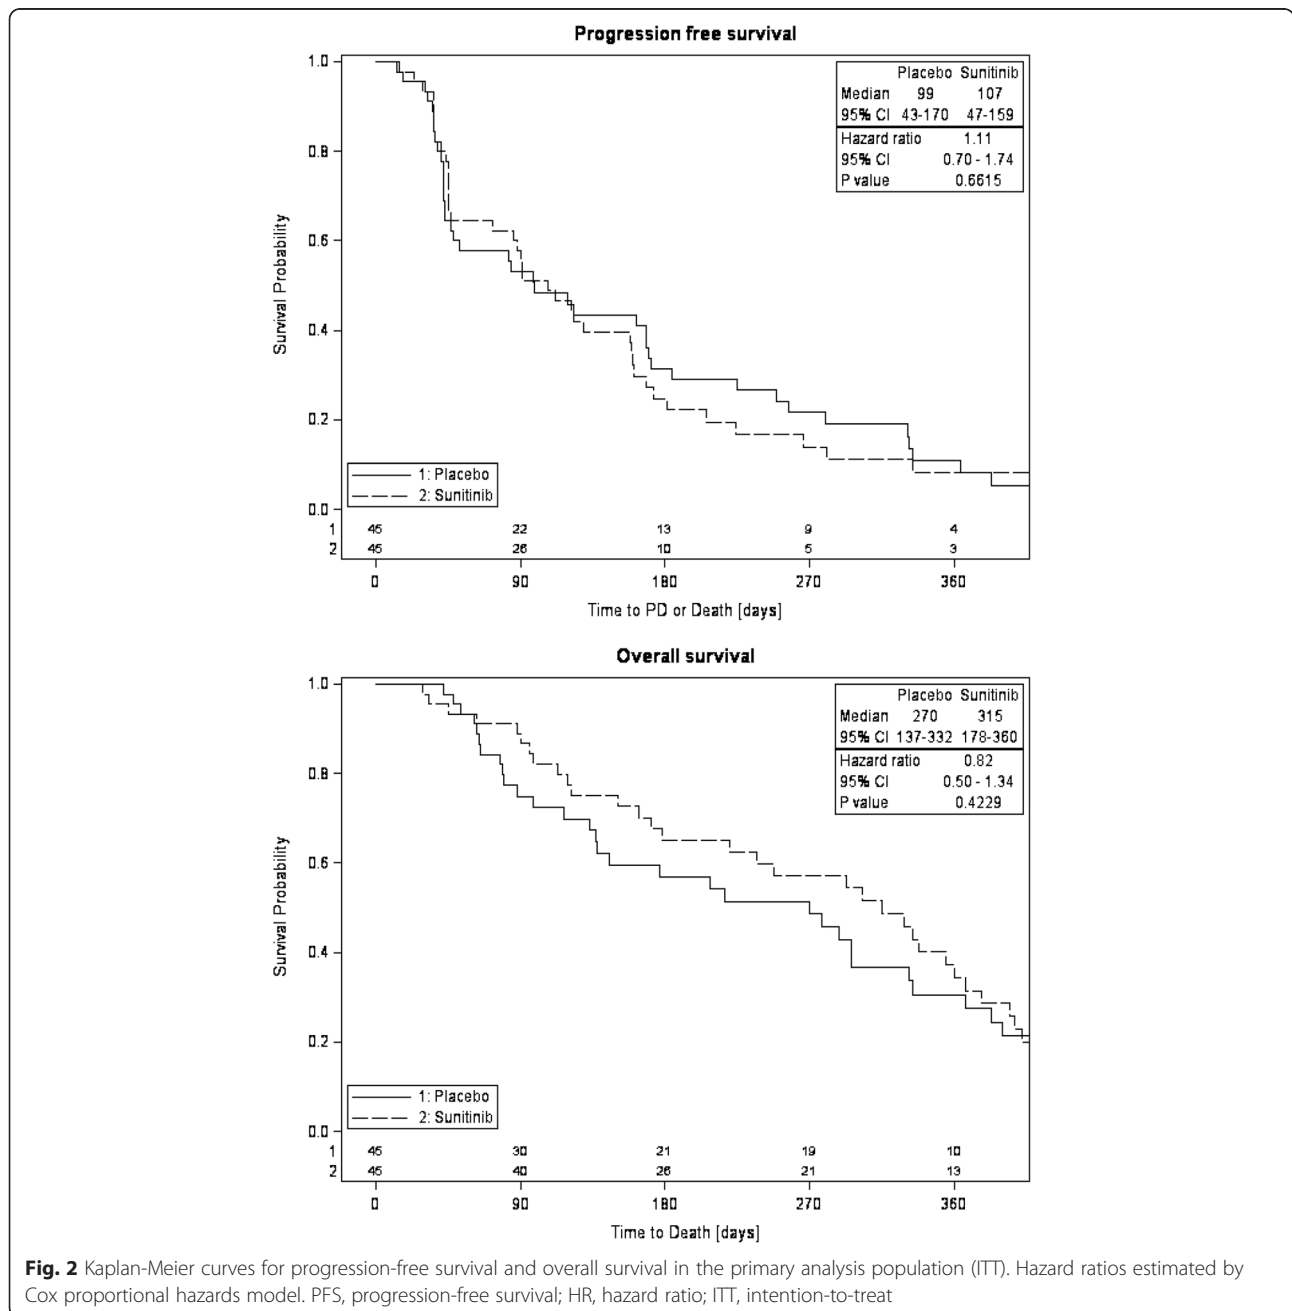 Progression free survival
Placebo Sunitinib
Median 99 107
95% CI 43-170 47-159
Hazard ratio 1.11
95% CI 0.70 - 1.74
P value 0.6615
1.0
0.8
0.6
0.4
0.2
0.0
Survival Probability
1: Placebo
2: Sunitinib
1 45 22 13 9 4
2 45 26 10 5 3
0 90 180 270 360
Time to PD or Death [days]
Overall survival
Placebo Sunitinib
Median 270 315
95% CI 137-332 178-360
Hazard ratio 0.82
95% CI 0.50 - 1.34
P value 0.4229
1.0
0.8
0.6
0.4
0.2
0.0
Survival Probability
1: Placebo
2: Sunitinib
1 45 30 21 19 10
2 45 40 26 21 13
0 90 180 270 360
Time to Death [days]
Fig. 2 Kaplan-Meier curves for progression-free survival and overall survival in the primary analysis population (ITT). Hazard ratios estimated by
Cox proportional hazards model. PFS, progression-free survival; HR, hazard ratio; ITT, intention-to-treat